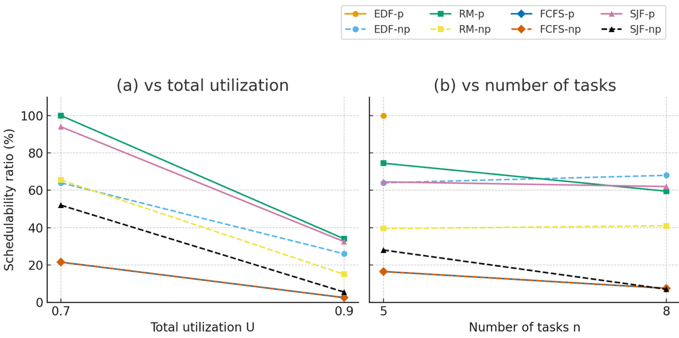 EDF-p RM-p FCFS-p SJF-p
EDF-np RM-np FCFS-np SJF-np
(a) vs total utilization
(b) vs number of tasks
Schedulability ratio (%)
100
80
60
40
20
0
0.7 0.9
Total utilization U
5 8
Number of tasks n